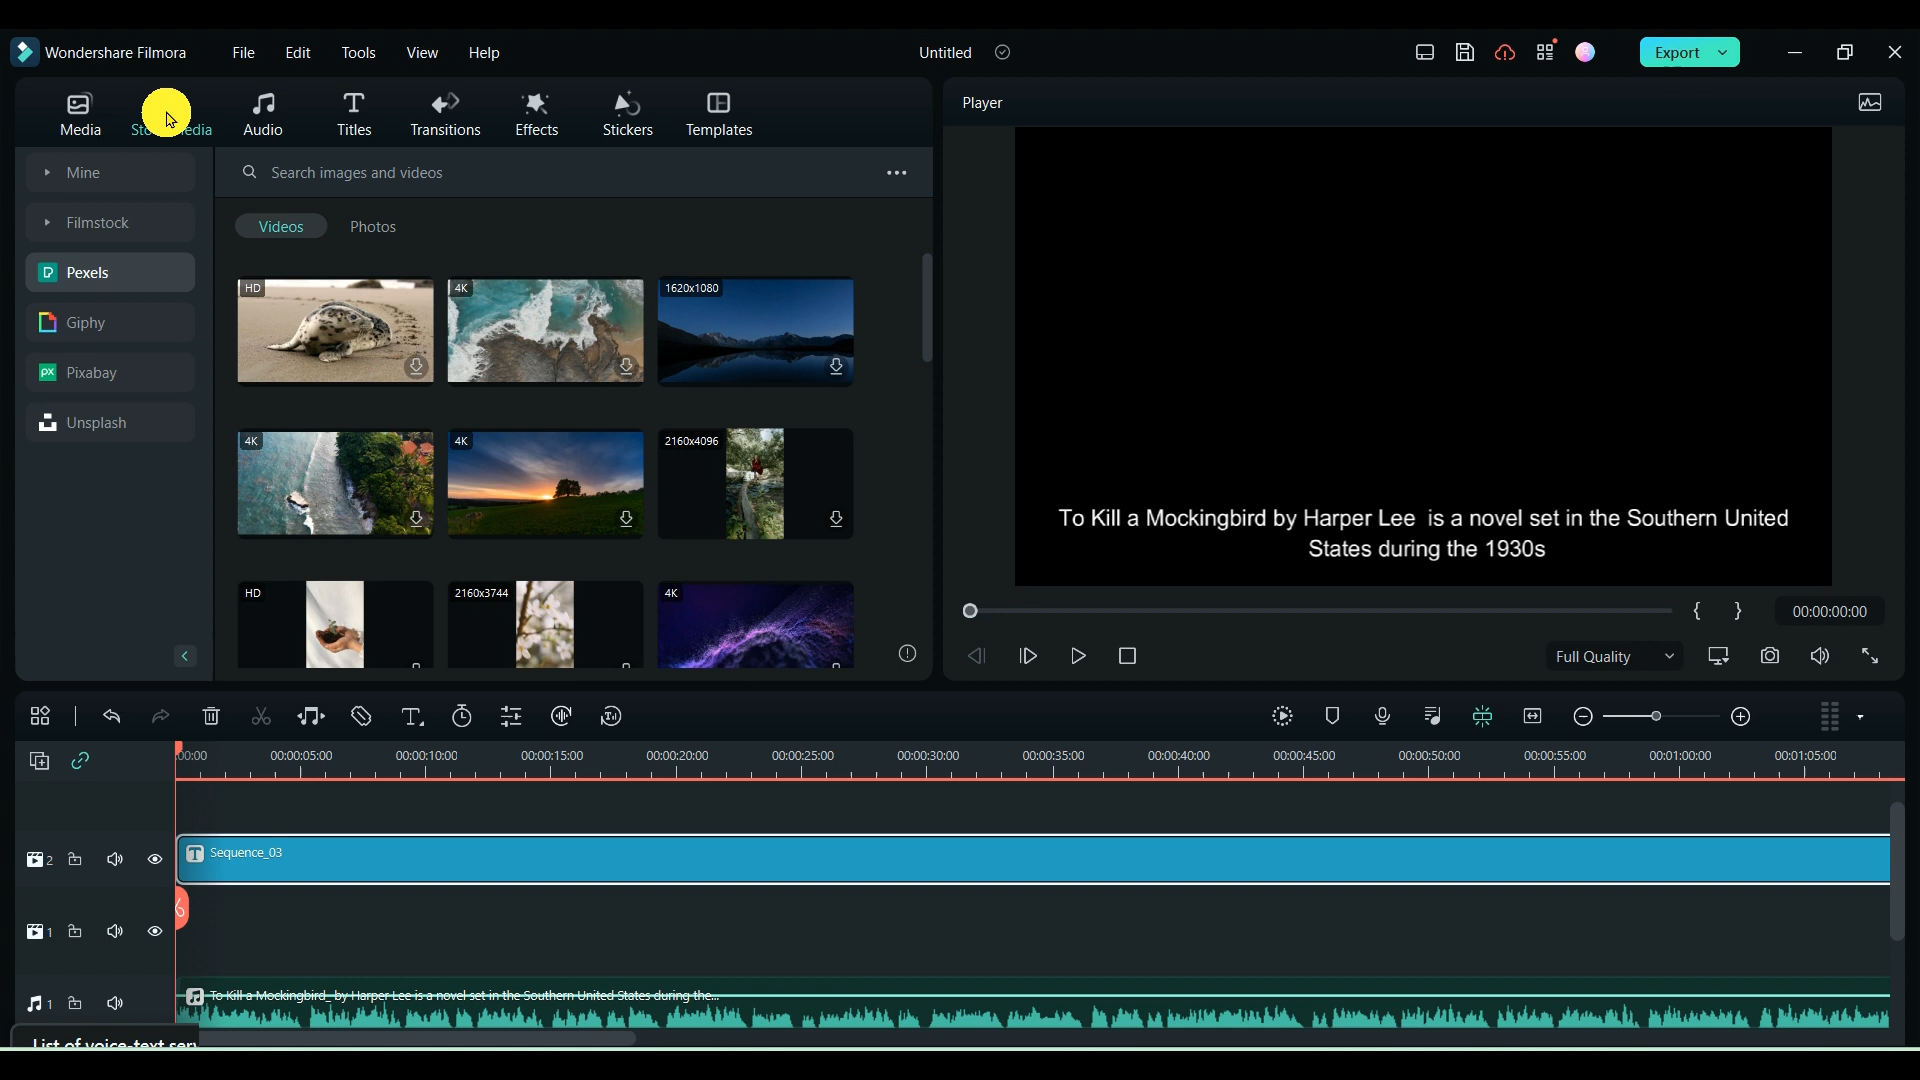 Wondershare Filmora File Edit Tools View Help Untitled Export
Media Audio Titles Transitions Effects Stickers Templates
Player
Mine
Search images and videos
Filmstock
Videos Photos
Pexels
HD 4K 1620x1080
Giphy
Pixabay
Unsplash
4K 4K 2160x4096
To Kill a Mockingbird by Harper Lee is a novel set in the Southern United
States during the 1930s
HD 2160x3744 4K
00:00:00:00
Full Quality
:00:00 00:00:05:00 00:00:10:00 00:00:15:00 00:00:20:00 00:00:25:00 00:00:30:00 00:00:35:00 00:00:40:00 00:00:45:00 00:00:50:00 00:00:55:00 00:01:00:00 00:01:05:00
2 Sequence_03
1
1 To Kill a Mockingbird_ by Harper Lee is a novel set in the Southern United States during the...
List of voice-text